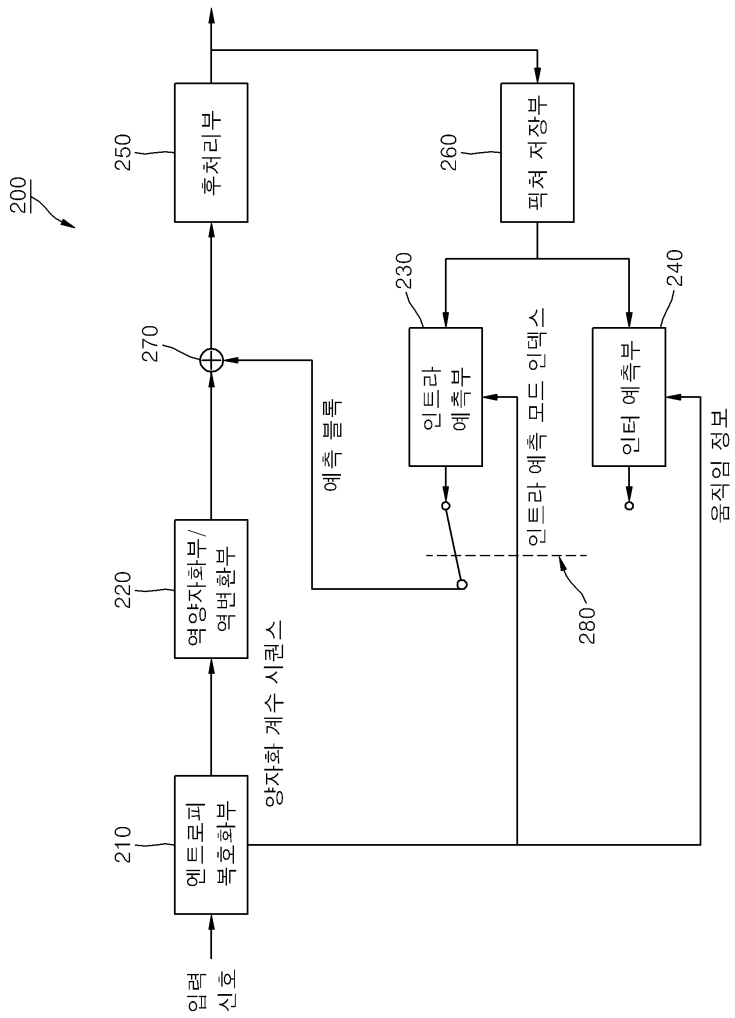 200
입력
신호
210
엔트로피
복호화부
양자화 계수 시퀀스
220
역양자화부/
역변환부
270
250
후처리부
예측 블록
230
인트라
예측부
인트라 예측 모드 인덱스
280
260
픽쳐 저장부
240
인터 예측부
움직임 정보